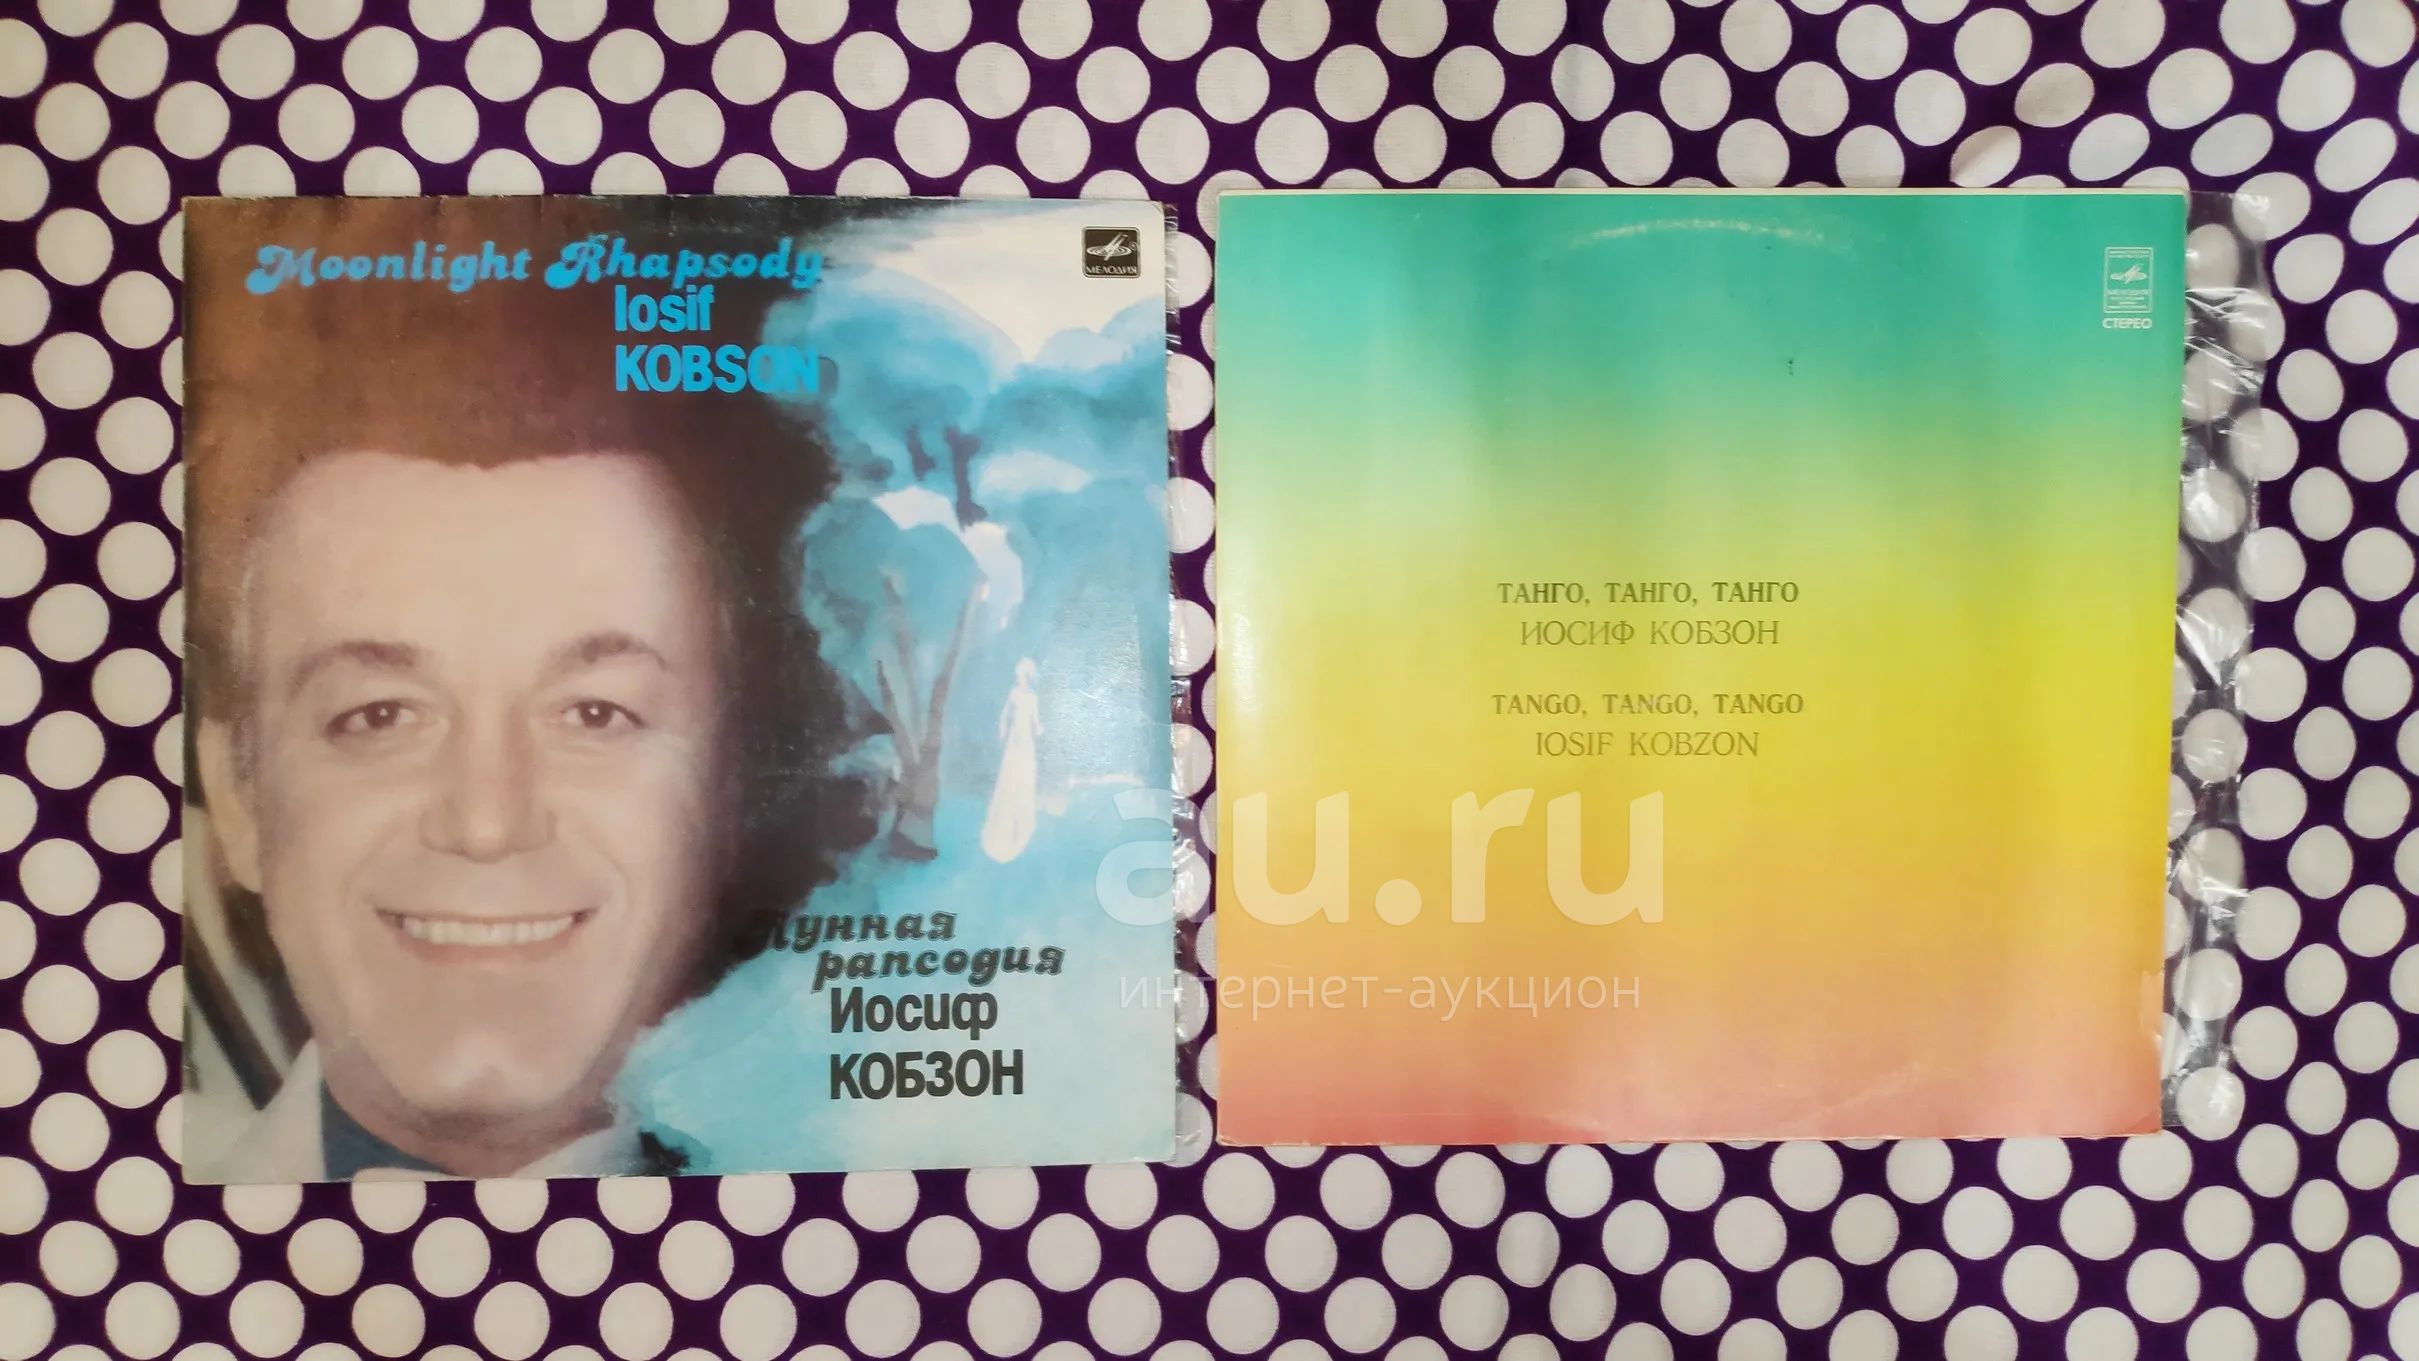 Moonlight Rhapsody
Iosif
KOBSON
МЕЛОДИЯ
Лунная
рапсодия
Иосиф
КОБЗОН
МЕЛОДИЯ
СТЕРЕО
ТАНГО, ТАНГО, ТАНГО
ИОСИФ КОБЗОН
TANGO, TANGO, TANGO
IOSIF KOBZON
au.ru
интернет-аукцион